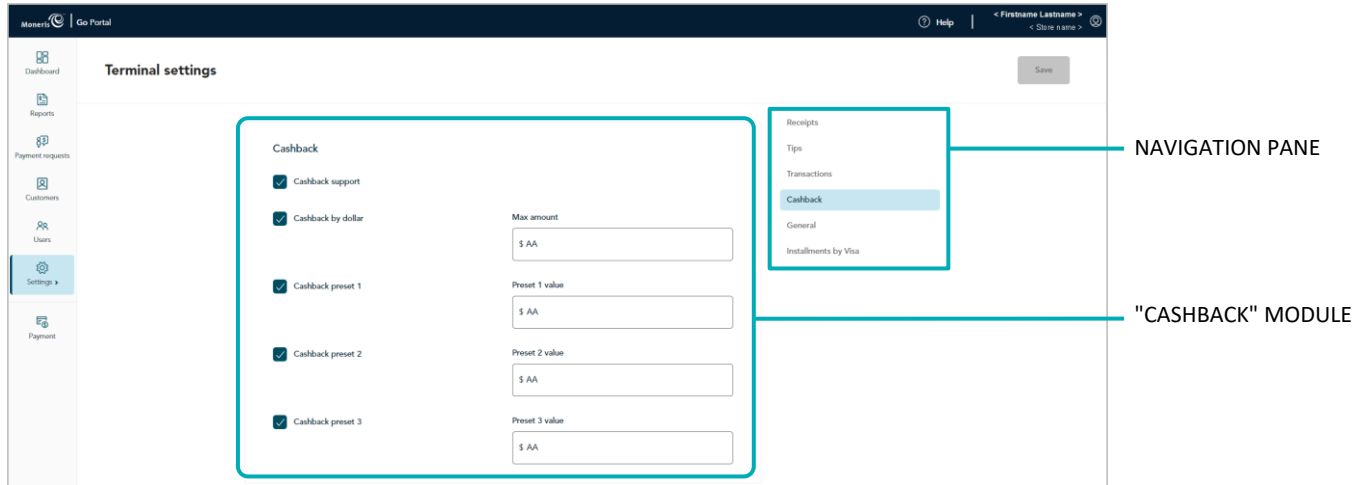 Moneris Go Portal
Help
< Firstname Lastname >
< Store name >
Dashboard
Reports
Payment requests
Customers
Users
Settings
Payment
Terminal settings
Save
Cashback
Cashback support
Cashback by dollar
Max amount
$ AA
Cashback preset 1
Preset 1 value
$ AA
Cashback preset 2
Preset 2 value
$ AA
Cashback preset 3
Preset 3 value
$ AA
Receipts
Tips
Transactions
Cashback
General
Installments by Visa
NAVIGATION PANE
"CASHBACK" MODULE